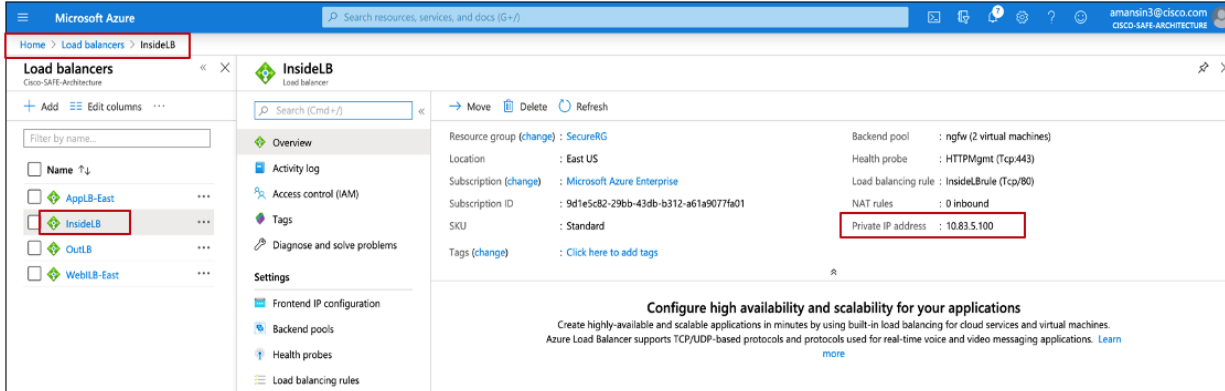 Microsoft Azure
Search resources, services, and docs (G+/)
7
amansin3@cisco.com
CISCO-SAFE-ARCHITECTURE
Home > Load balancers > InsideLB
Load balancers
Cisco-SAFE-Architecture
Add Edit columns ...
Filter by name...
Name ↑↓
AppLB-East ...
InsideLB ...
OutLB ...
WebILB-East ...
InsideLB
Load balancer
Search (Cmd+/)
Overview
Activity log
Access control (IAM)
Tags
Diagnose and solve problems
Settings
Frontend IP configuration
Backend pools
Health probes
Load balancing rules
Move Delete Refresh
Resource group (change) : SecureRG
Location : East US
Subscription (change) : Microsoft Azure Enterprise
Subscription ID : 9d1e5c82-29bb-43db-b312-a61a9077fa01
SKU : Standard
Tags (change) : Click here to add tags
Backend pool : ngfw (2 virtual machines)
Health probe : HTTPMgmt (Tcp:443)
Load balancing rule : InsideLBrule (Tcp/80)
NAT rules : 0 inbound
Private IP address : 10.83.5.100
Configure high availability and scalability for your applications
Create highly-available and scalable applications in minutes by using built-in load balancing for cloud services and virtual machines.
Azure Load Balancer supports TCP/UDP-based protocols and protocols used for real-time voice and video messaging applications. Learn
more